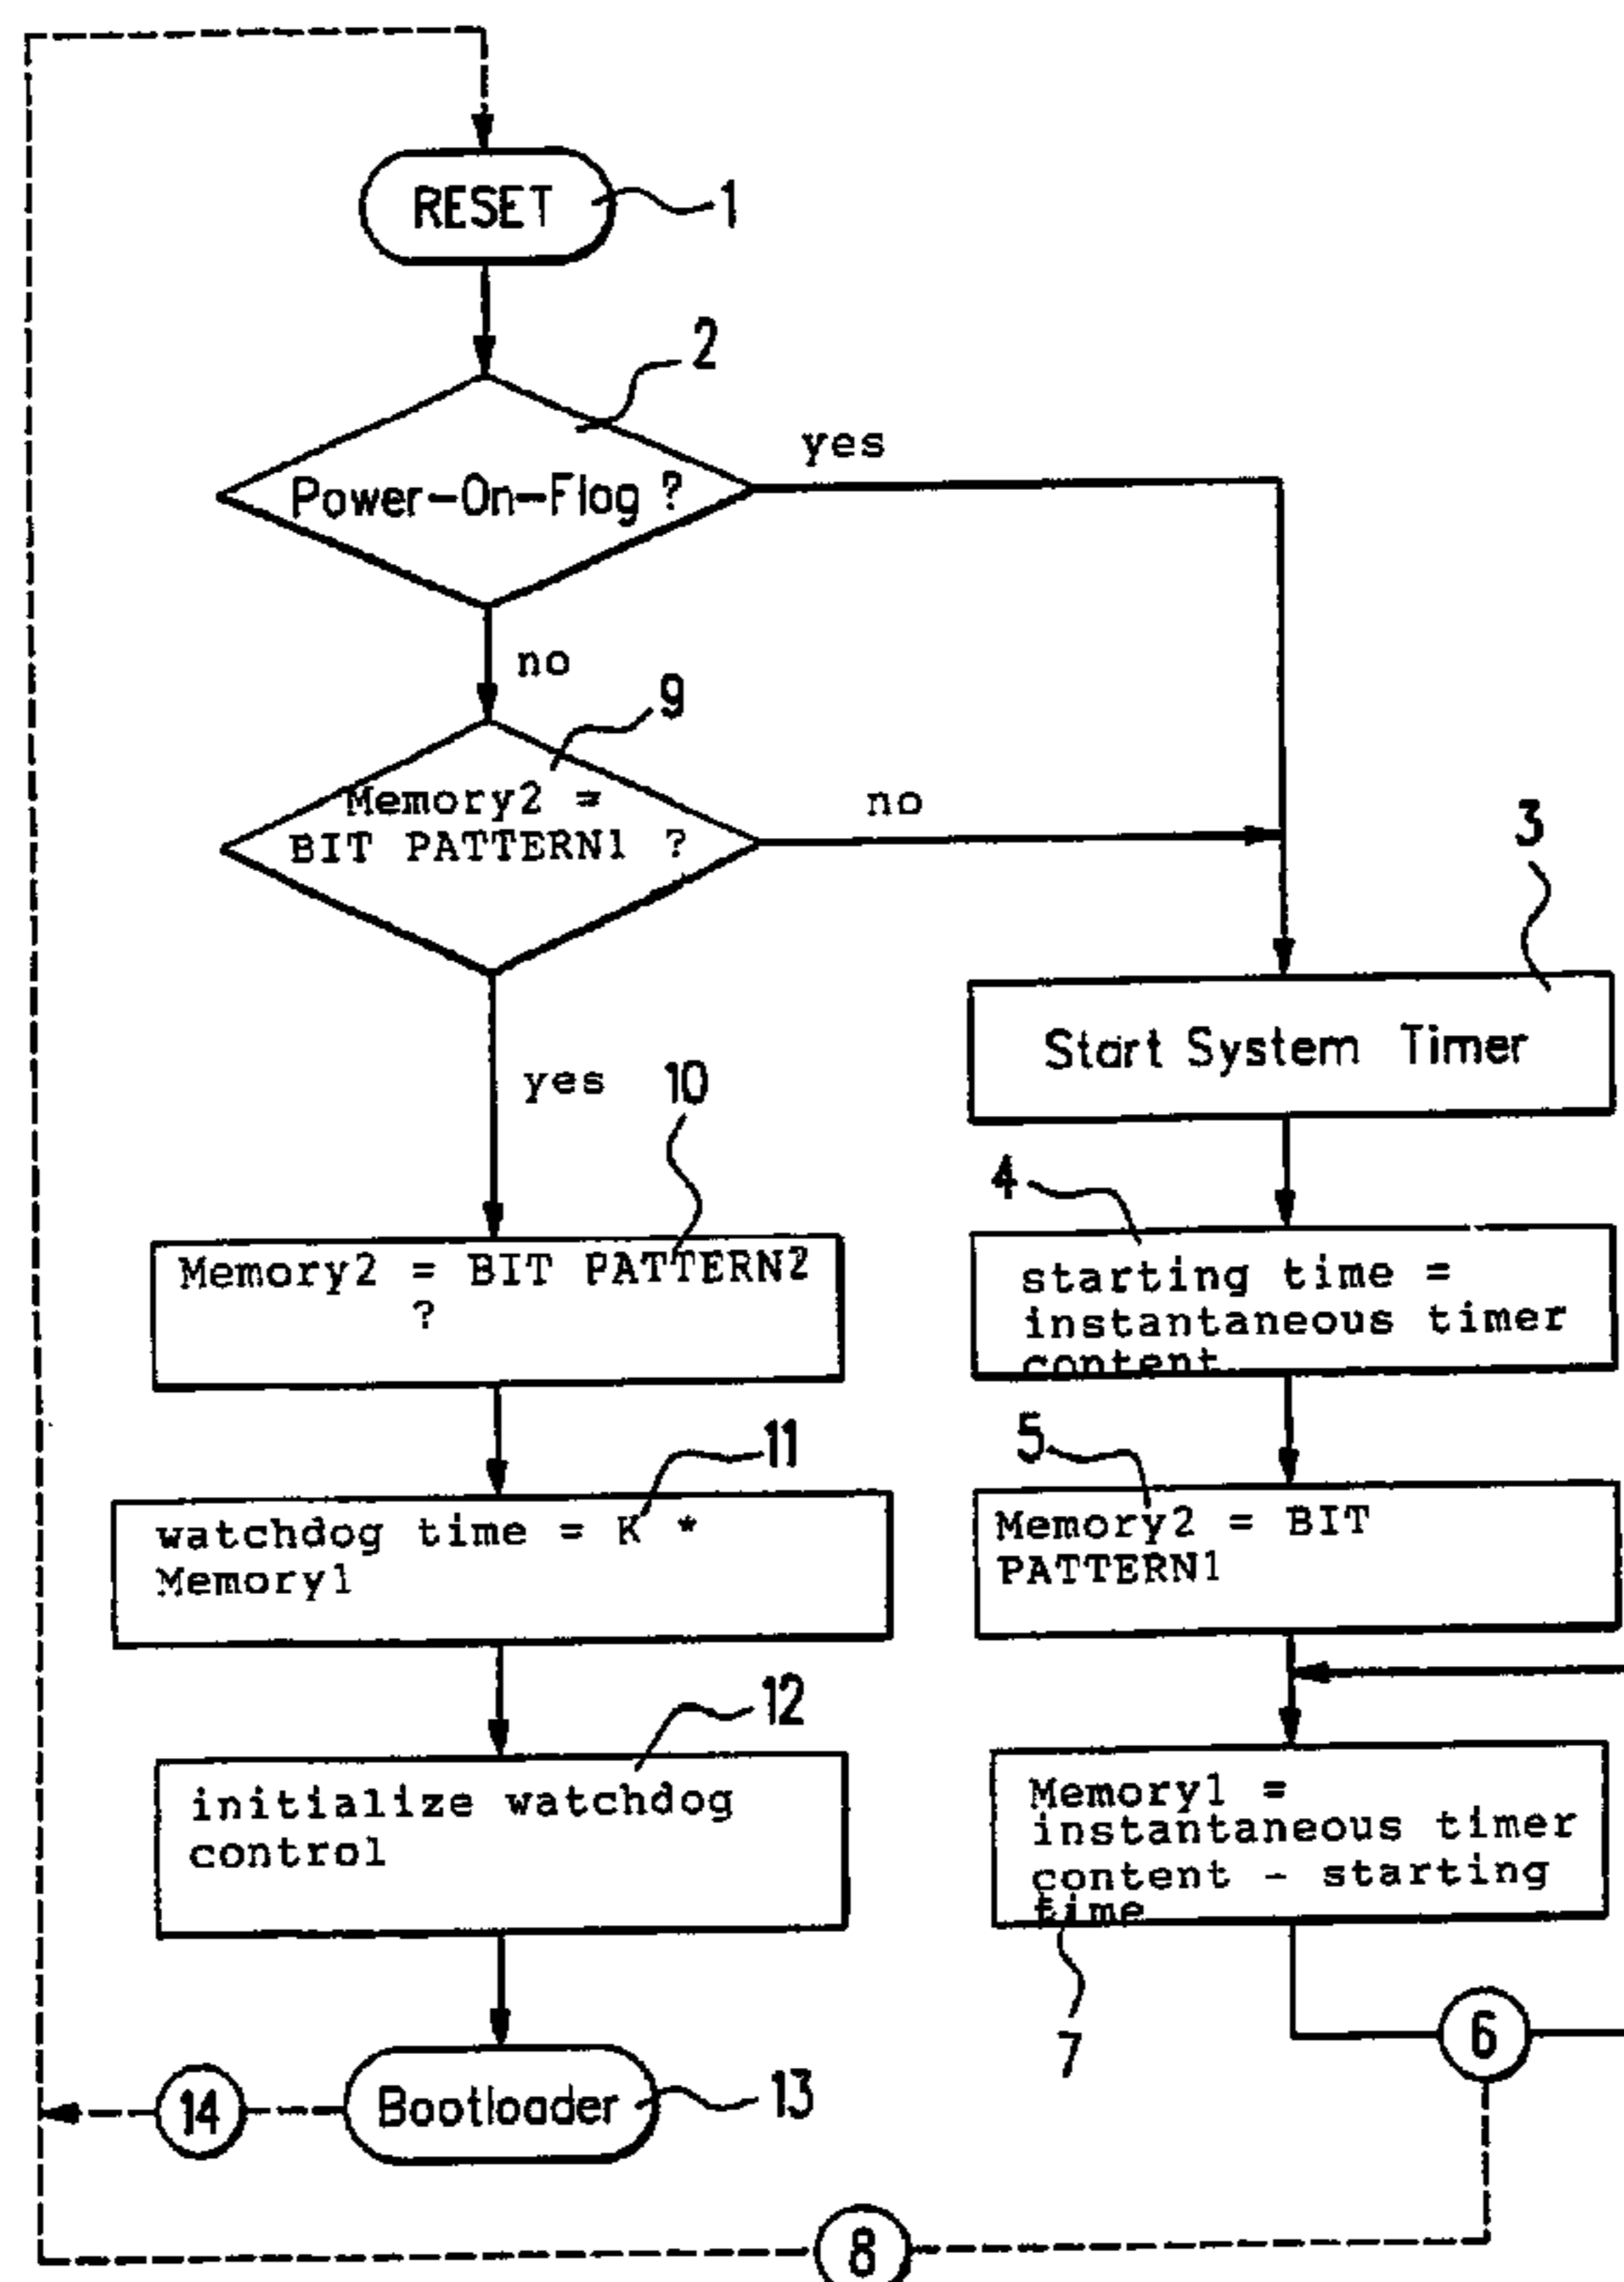 RESET
1
2
yes
Power-On-Flag ?
no
9
Memory2 =
BIT PATTERN1 ?
no
3
Start System Timer
yes
10
4
Memory2 = BIT PATTERN2
?
starting time =
instantaneous timer
content
11
5
watchdog time = K *
Memory1
Memory2 = BIT
PATTERN1
12
initialize watchdog
control
Memory1 =
instantaneous timer
content - starting
time
7
6
14
Bootloader
13
8